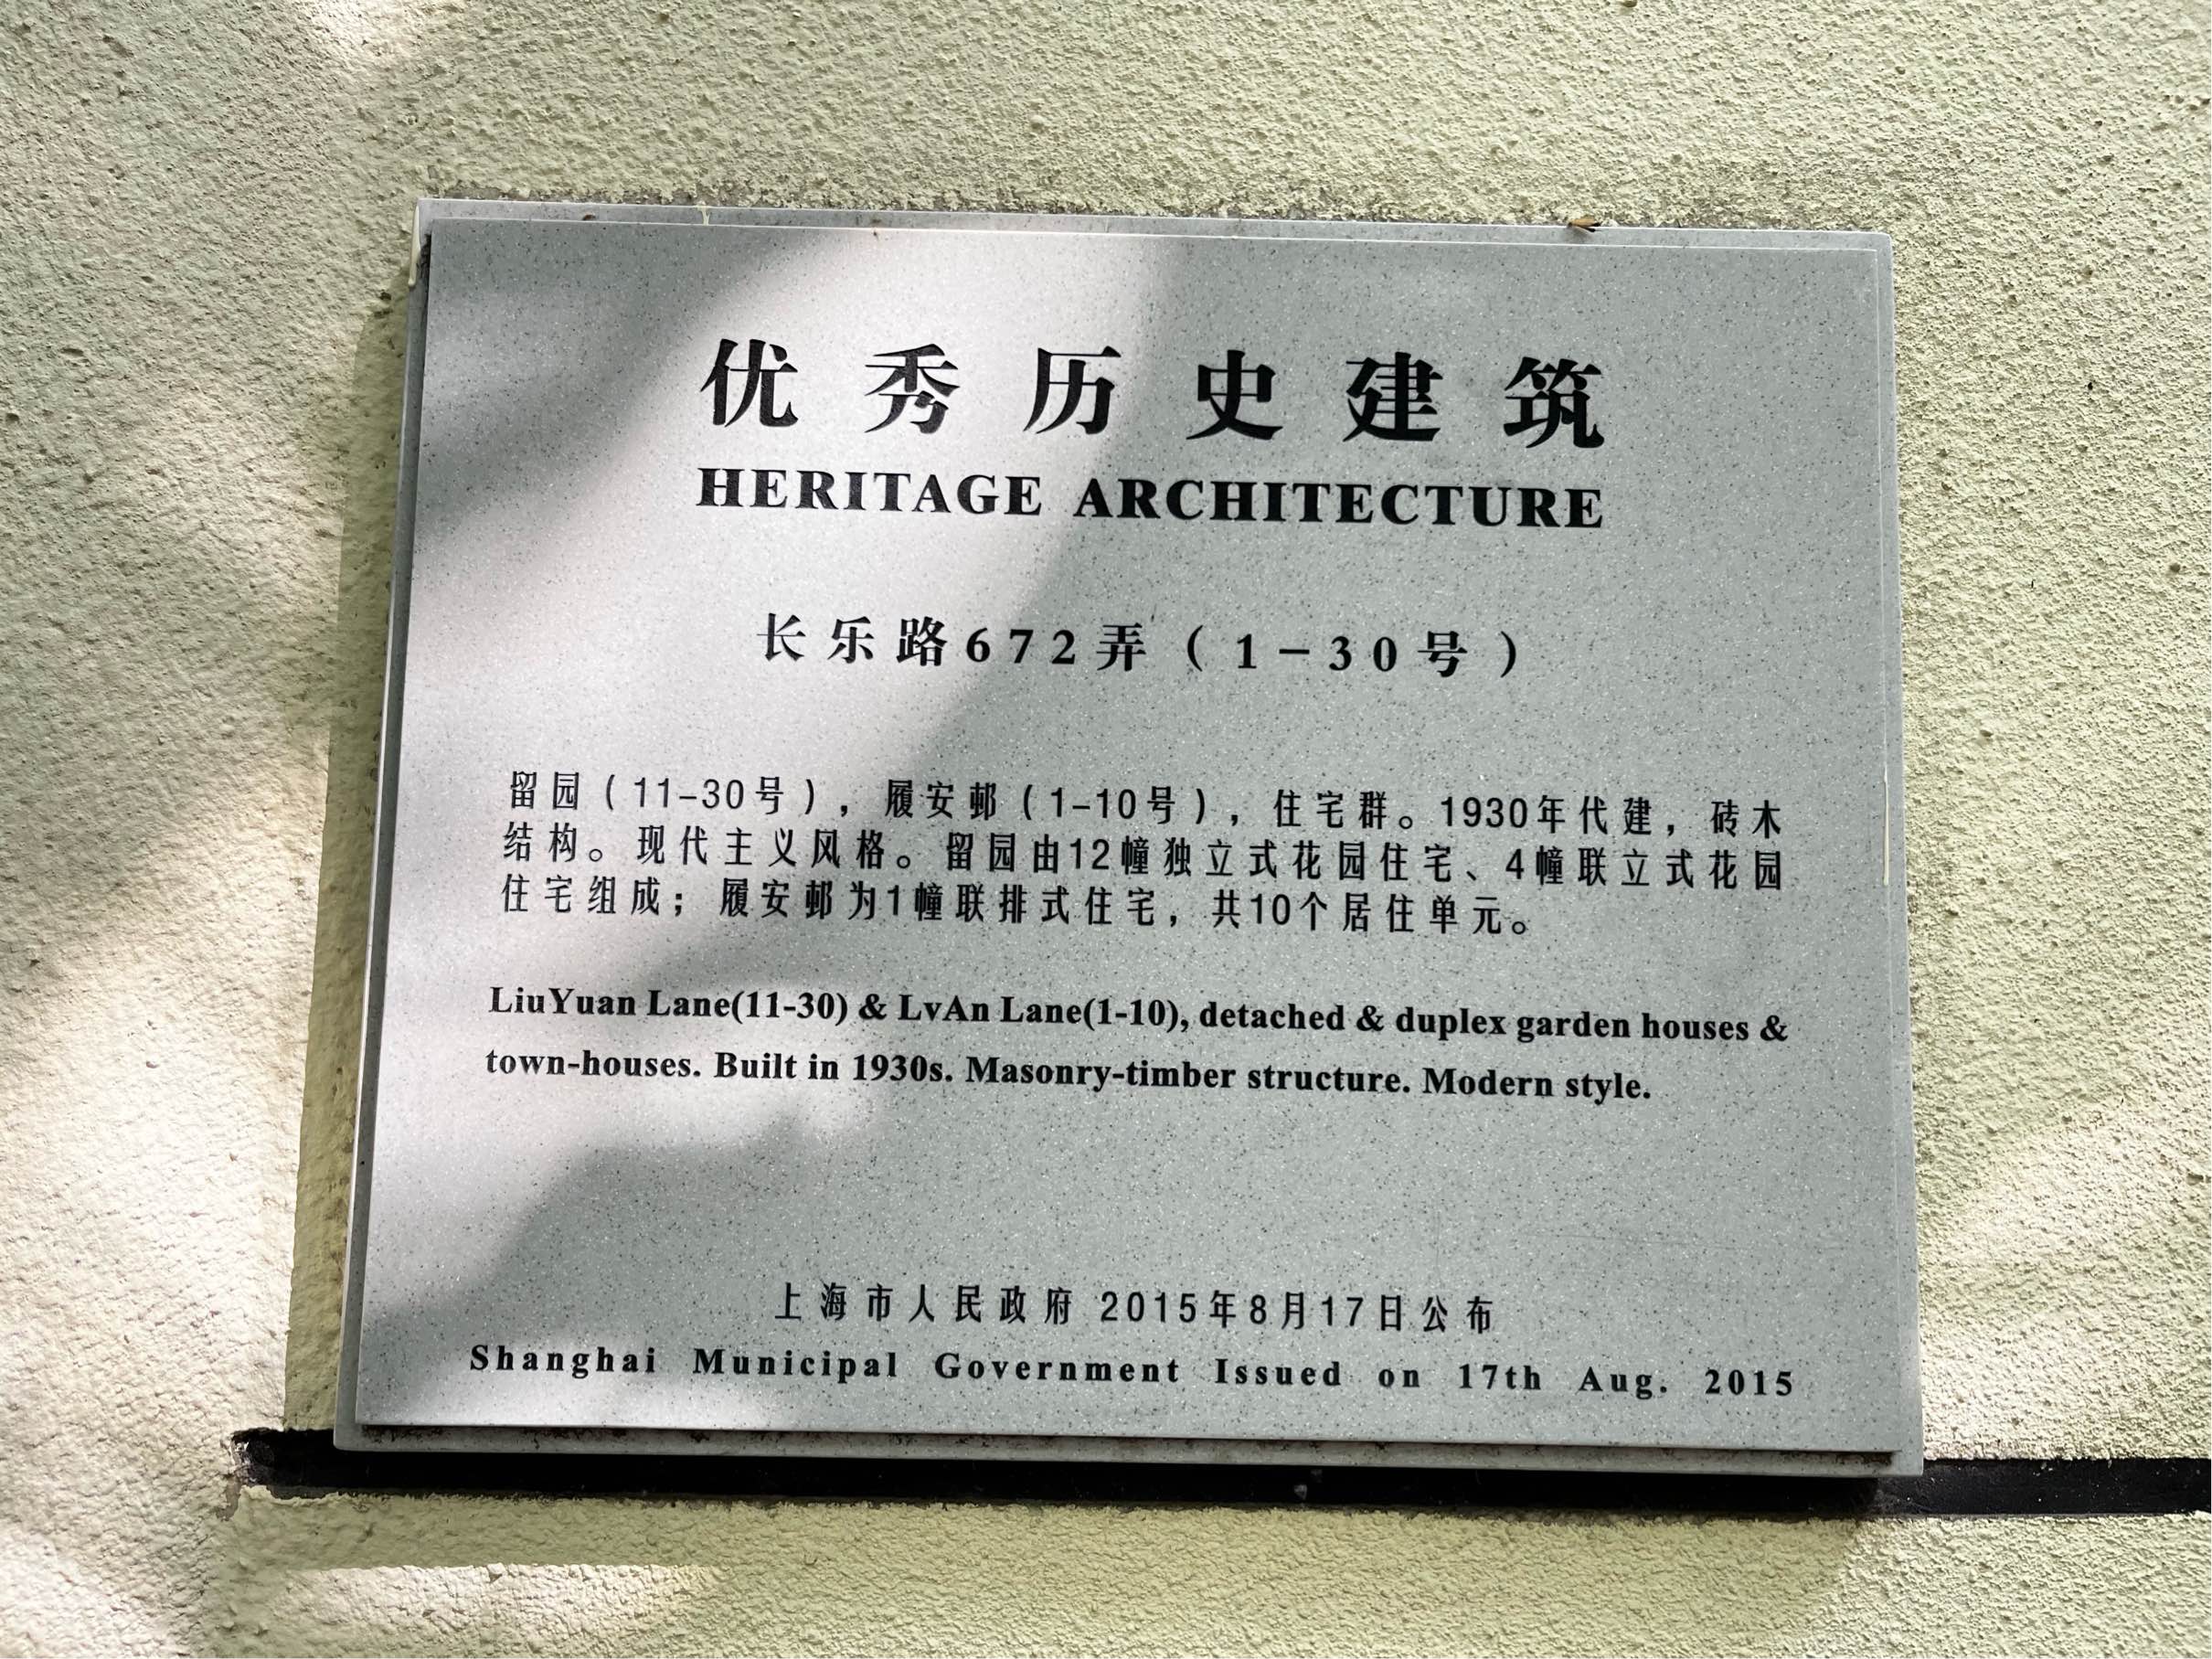 优秀历史建筑
HERITAGE ARCHITECTURE
长乐路672弄（1-30号）
留园（11-30号），履安邨（1-10号），住宅群。1930年代建，砖木
结构。现代主义风格。留园由12幢独立式花园住宅、4幢联立式花园
住宅组成；履安邨为1幢联排式住宅，共10个居住单元。
LiuYuan Lane(11-30) & LvAn Lane(1-10), detached & duplex garden houses &
town-houses. Built in 1930s. Masonry-timber structure. Modern style.
上海市人民政府 2015年8月17日公布
Shanghai Municipal Government Issued on 17th Aug. 2015